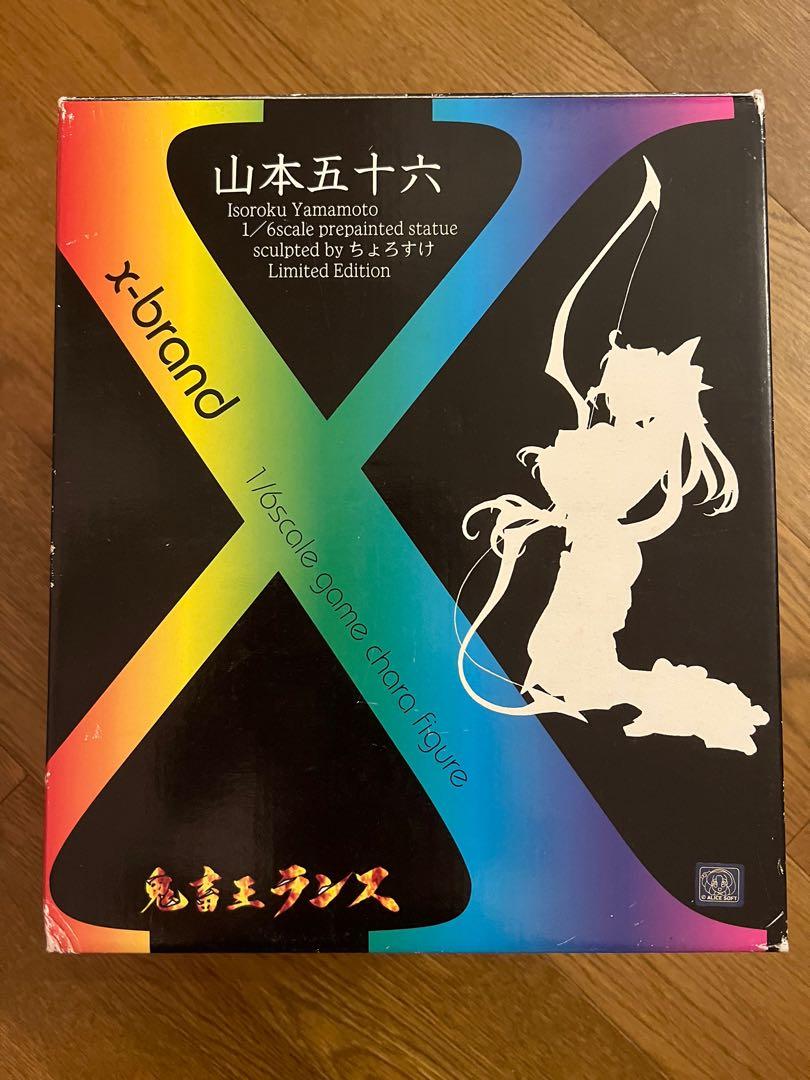 山本五十六
Isoroku Yamamoto
1/6scale prepainted statue
sculpted by ちょろすけ
Limited Edition
x-brand
1/6scale game chara figure
鬼畜王ランス
© ALICE SOFT